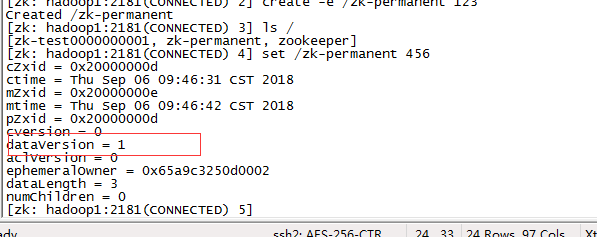 [zk: hadoop1:2181(CONNECTED) 2] create -e /zk-permanent 123
Created /zk-permanent
[zk: hadoop1:2181(CONNECTED) 3] ls /
[zk-test0000000001, zk-permanent, zookeeper]
[zk: hadoop1:2181(CONNECTED) 4] set /zk-permanent 456
cZxid = 0x20000000d
ctime = Thu Sep 06 09:46:31 CST 2018
mZxid = 0x20000000e
mtime = Thu Sep 06 09:46:42 CST 2018
pZxid = 0x20000000d
cversion = 0
dataVersion = 1
aclVersion = 0
ephemeralOwner = 0x65a9c3250d0002
dataLength = 3
numChildren = 0
[zk: hadoop1:2181(CONNECTED) 5]
ssh2: AES-256-CTR 24, 33 24 Rows, 97 Cols